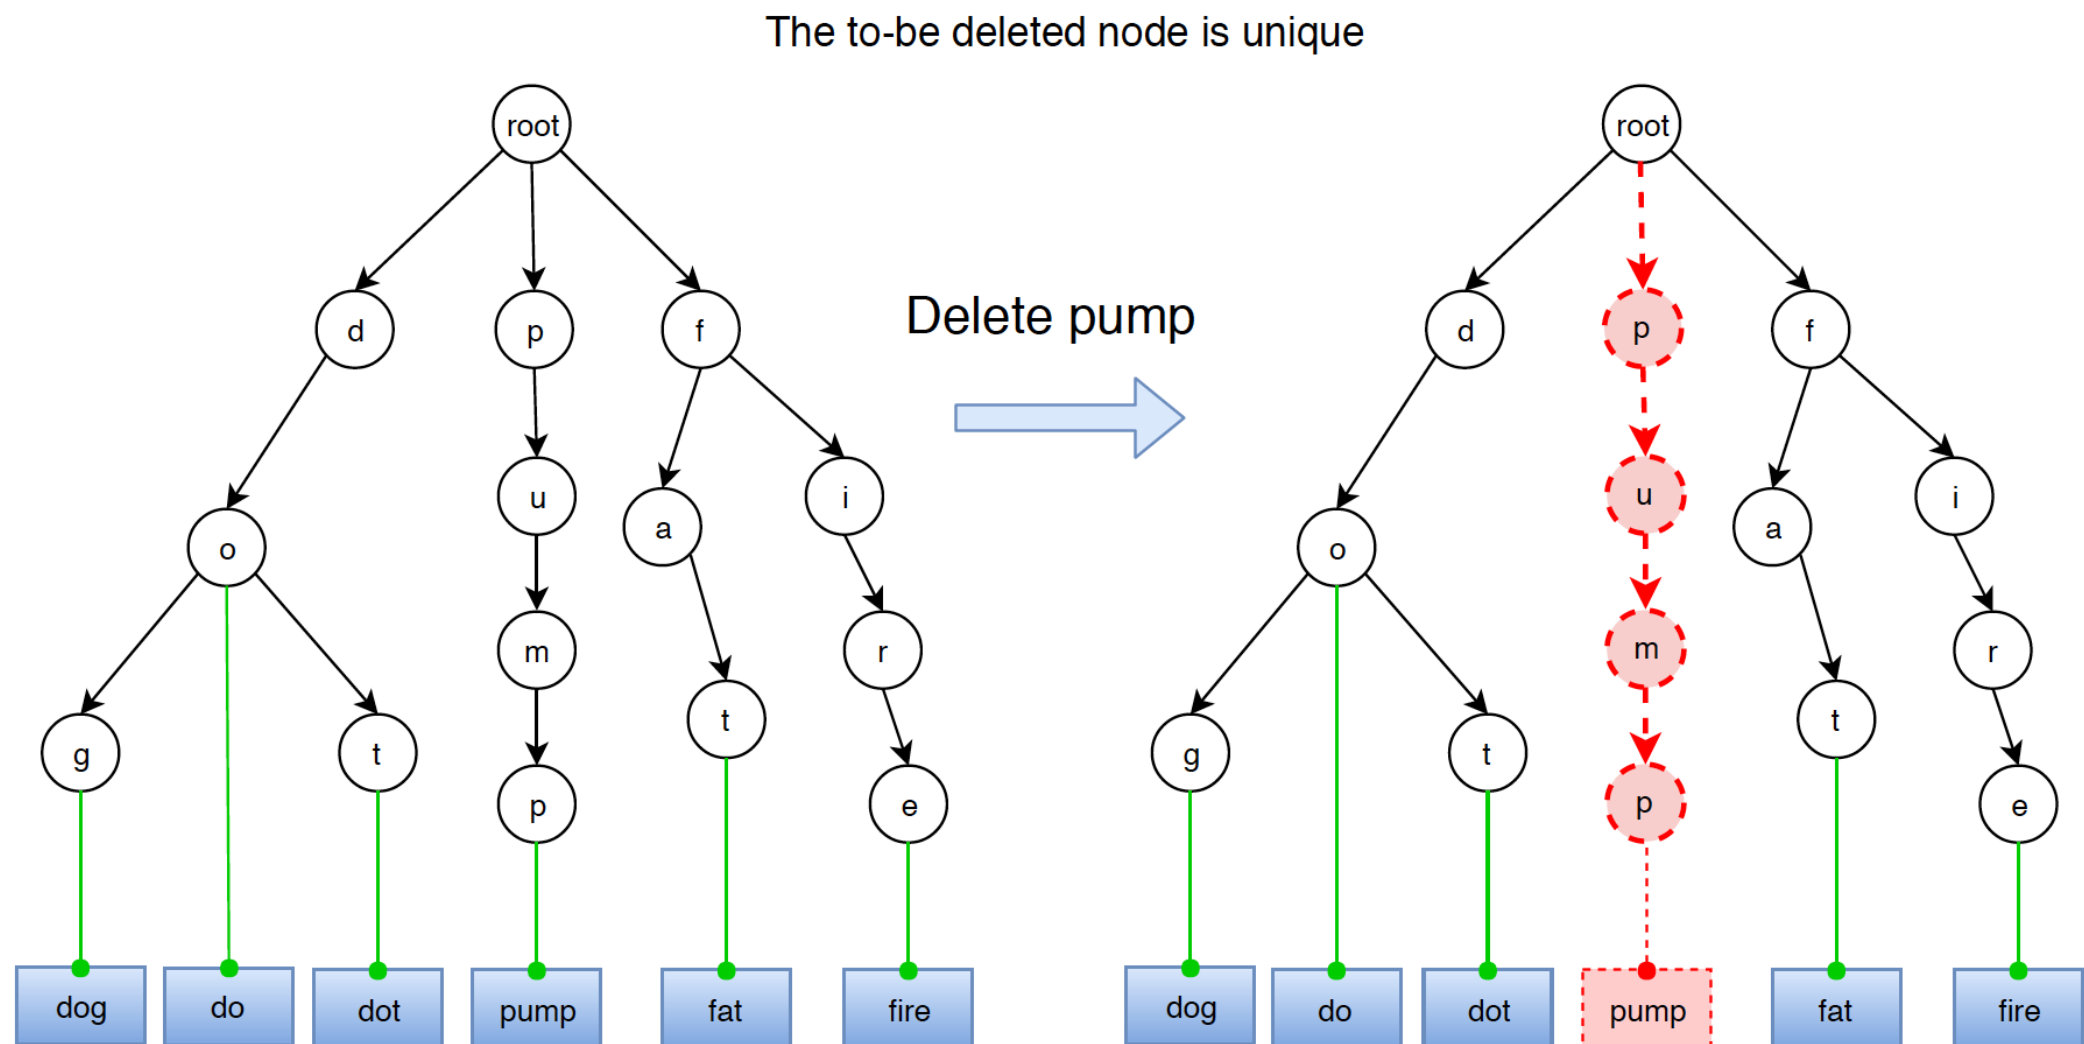 The to-be deleted node is unique
root
d
p
f
o
u
a
i
g
t
m
t
r
p
e
dog
do
dot
pump
fat
fire
Delete pump
root
d
p
f
o
u
a
i
g
t
m
t
r
p
e
dog
do
dot
pump
fat
fire